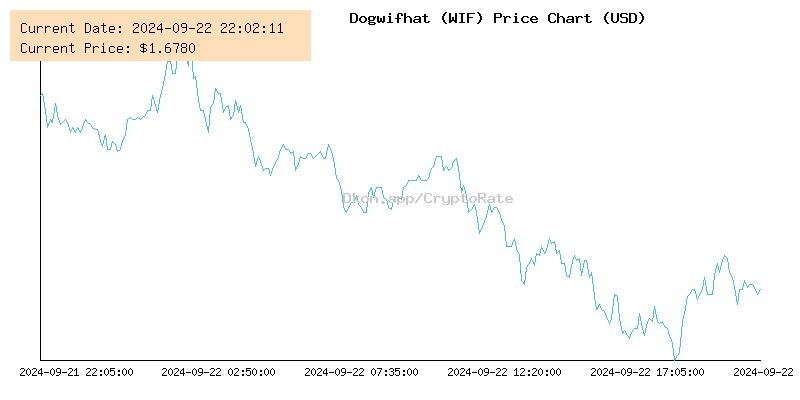 Dogwifhat (WIF) Price Chart (USD)
Current Date: 2024-09-22 22:02:11
Current Price: $1.6780
Dkon.app/CryptoRate
2024-09-21 22:05:00
2024-09-22 02:50:00
2024-09-22 07:35:00
2024-09-22 12:20:00
2024-09-22 17:05:00
2024-09-22